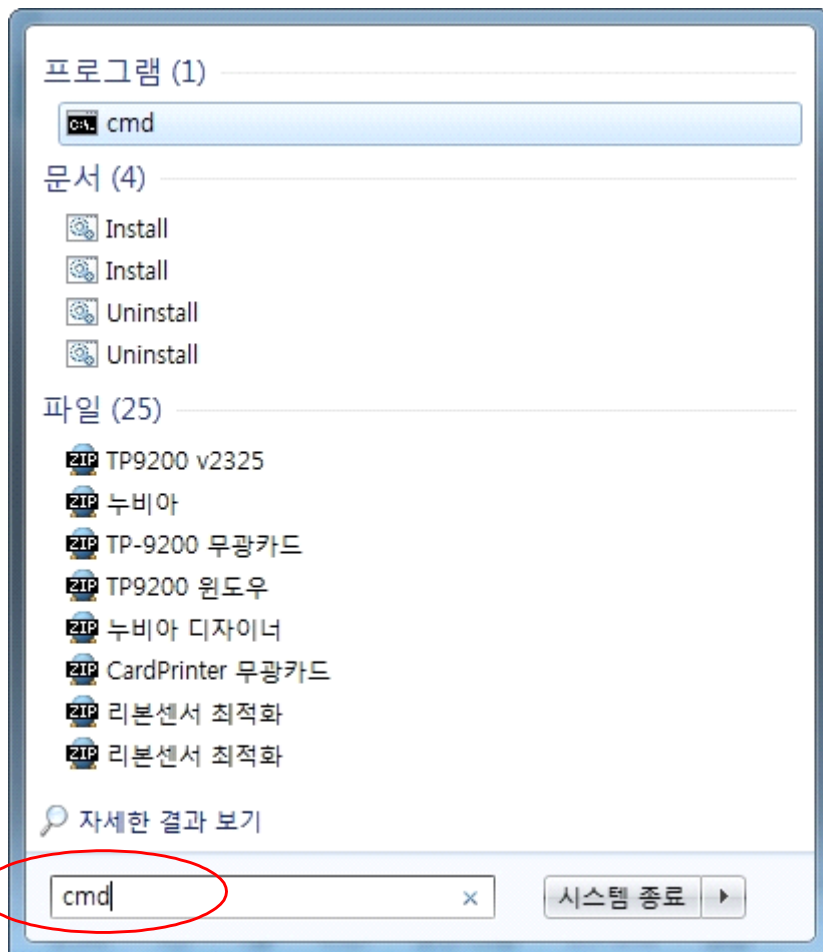 프로그램 (1)
cmd
문서 (4)
Install
Install
Uninstall
Uninstall
파일 (25)
TP9200 v2325
누비아
TP-9200 무광카드
TP9200 윈도우
누비아 디자이너
CardPrinter 무광카드
리본센서 최적화
리본센서 최적화
자세한 결과 보기
cmd
시스템 종료